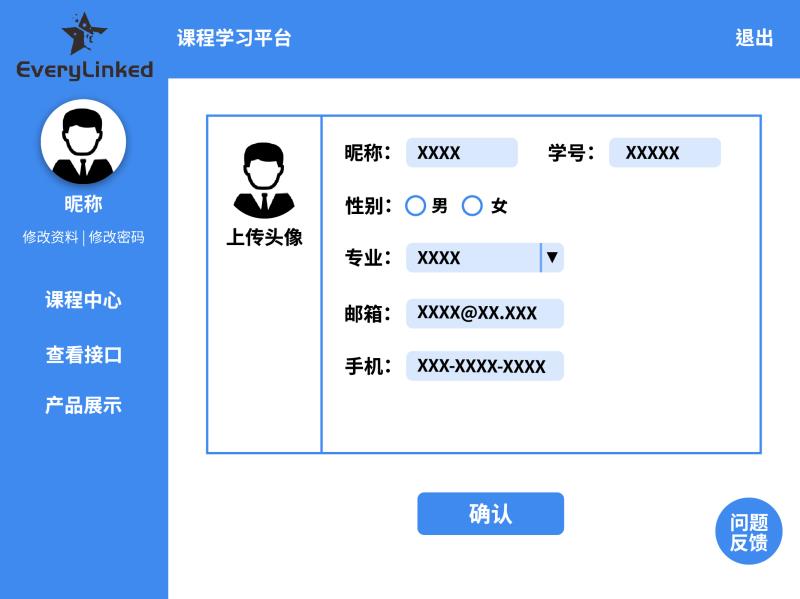 EveryLinked
课程学习平台
退出
昵称
修改资料 | 修改密码
课程中心
查看接口
产品展示
上传头像
昵称： XXXX
学号： XXXXX
性别： 男 女
专业： XXXX
邮箱： XXXX@XX.XXX
手机： XXX-XXXX-XXXX
确认
问题
反馈